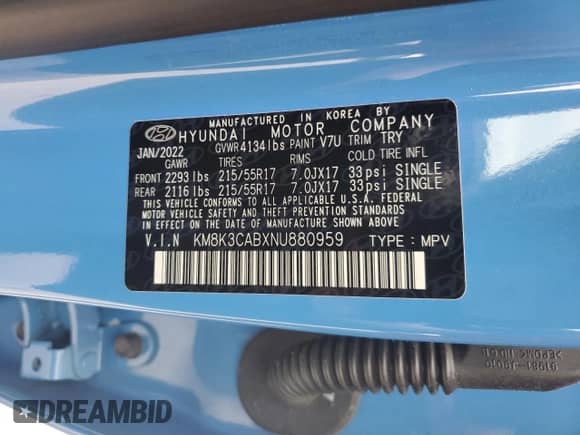 MANUFACTURED IN KOREA BY
HYUNDAI MOTOR COMPANY
JAN/2022 GVWR 4134 lbs PAINT V7U TRIM TRY
GAWR TIRES RIMS COLD TIRE INFL
FRONT 2293 lbs 215/55R17 7.0JX17 33psi SINGLE
REAR 2116 lbs 215/55R17 7.0JX17 33psi SINGLE
THIS VEHICLE CONFORMS TO ALL APPLICABLE U.S.A. FEDERAL
MOTOR VEHICLE SAFETY BUMPER, AND THEFT PREVENTION STANDARDS
IN EFFECT ON THE DATE OF MANUFACTURE SHOWN ABOVE.
V.I.N KM8K3CABXNU880959 TYPE : MPV
91981-J9010
DREAMBID